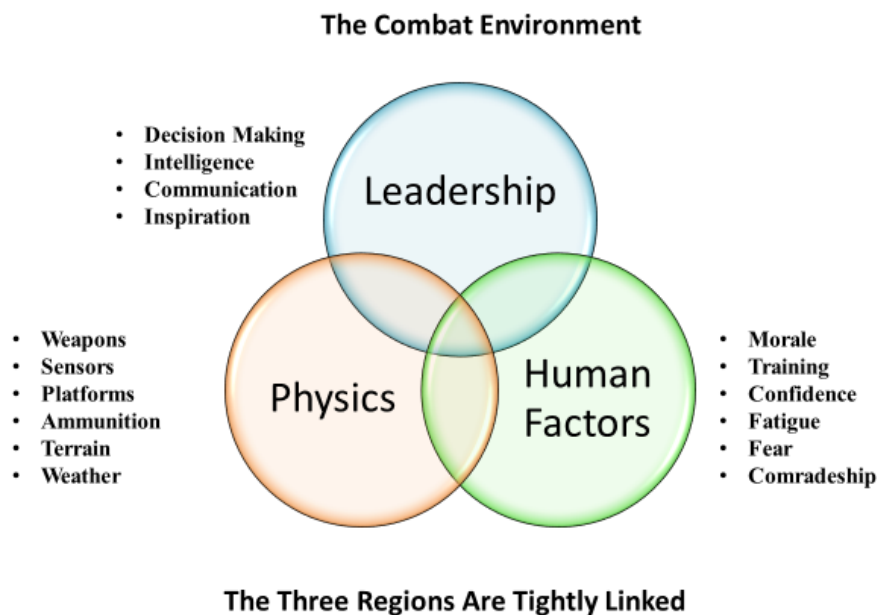 The Combat Environment
• Decision Making
• Intelligence
• Communication
• Inspiration
Leadership
• Weapons
• Sensors
• Platforms
• Ammunition
• Terrain
• Weather
Physics
Human
Factors
• Morale
• Training
• Confidence
• Fatigue
• Fear
• Comradeship
The Three Regions Are Tightly Linked